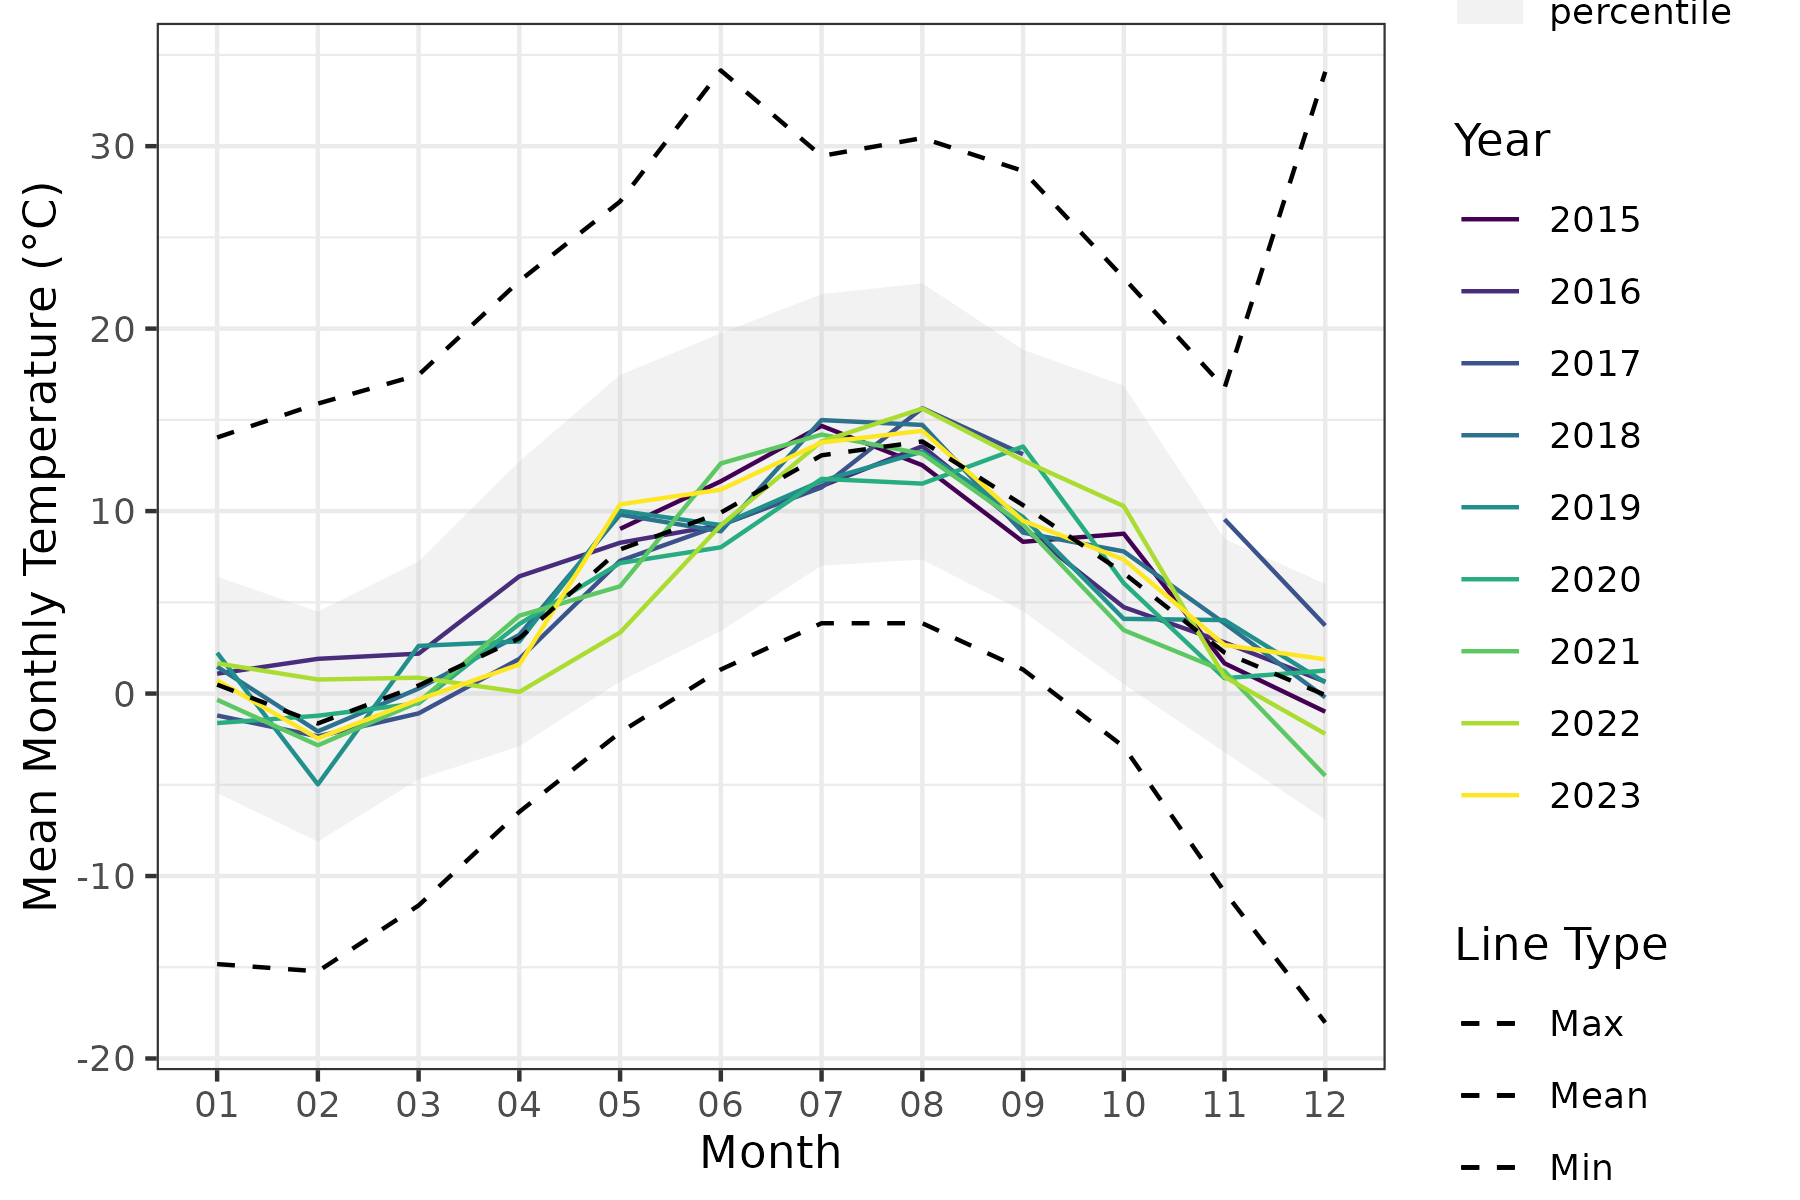 percentile
Year
2015
2016
2017
2018
2019
2020
2021
2022
2023
Line Type
Max
Mean
Min
Mean Monthly Temperature (°C)
30
20
10
0
-10
-20
01 02 03 04 05 06 07 08 09 10 11 12
Month